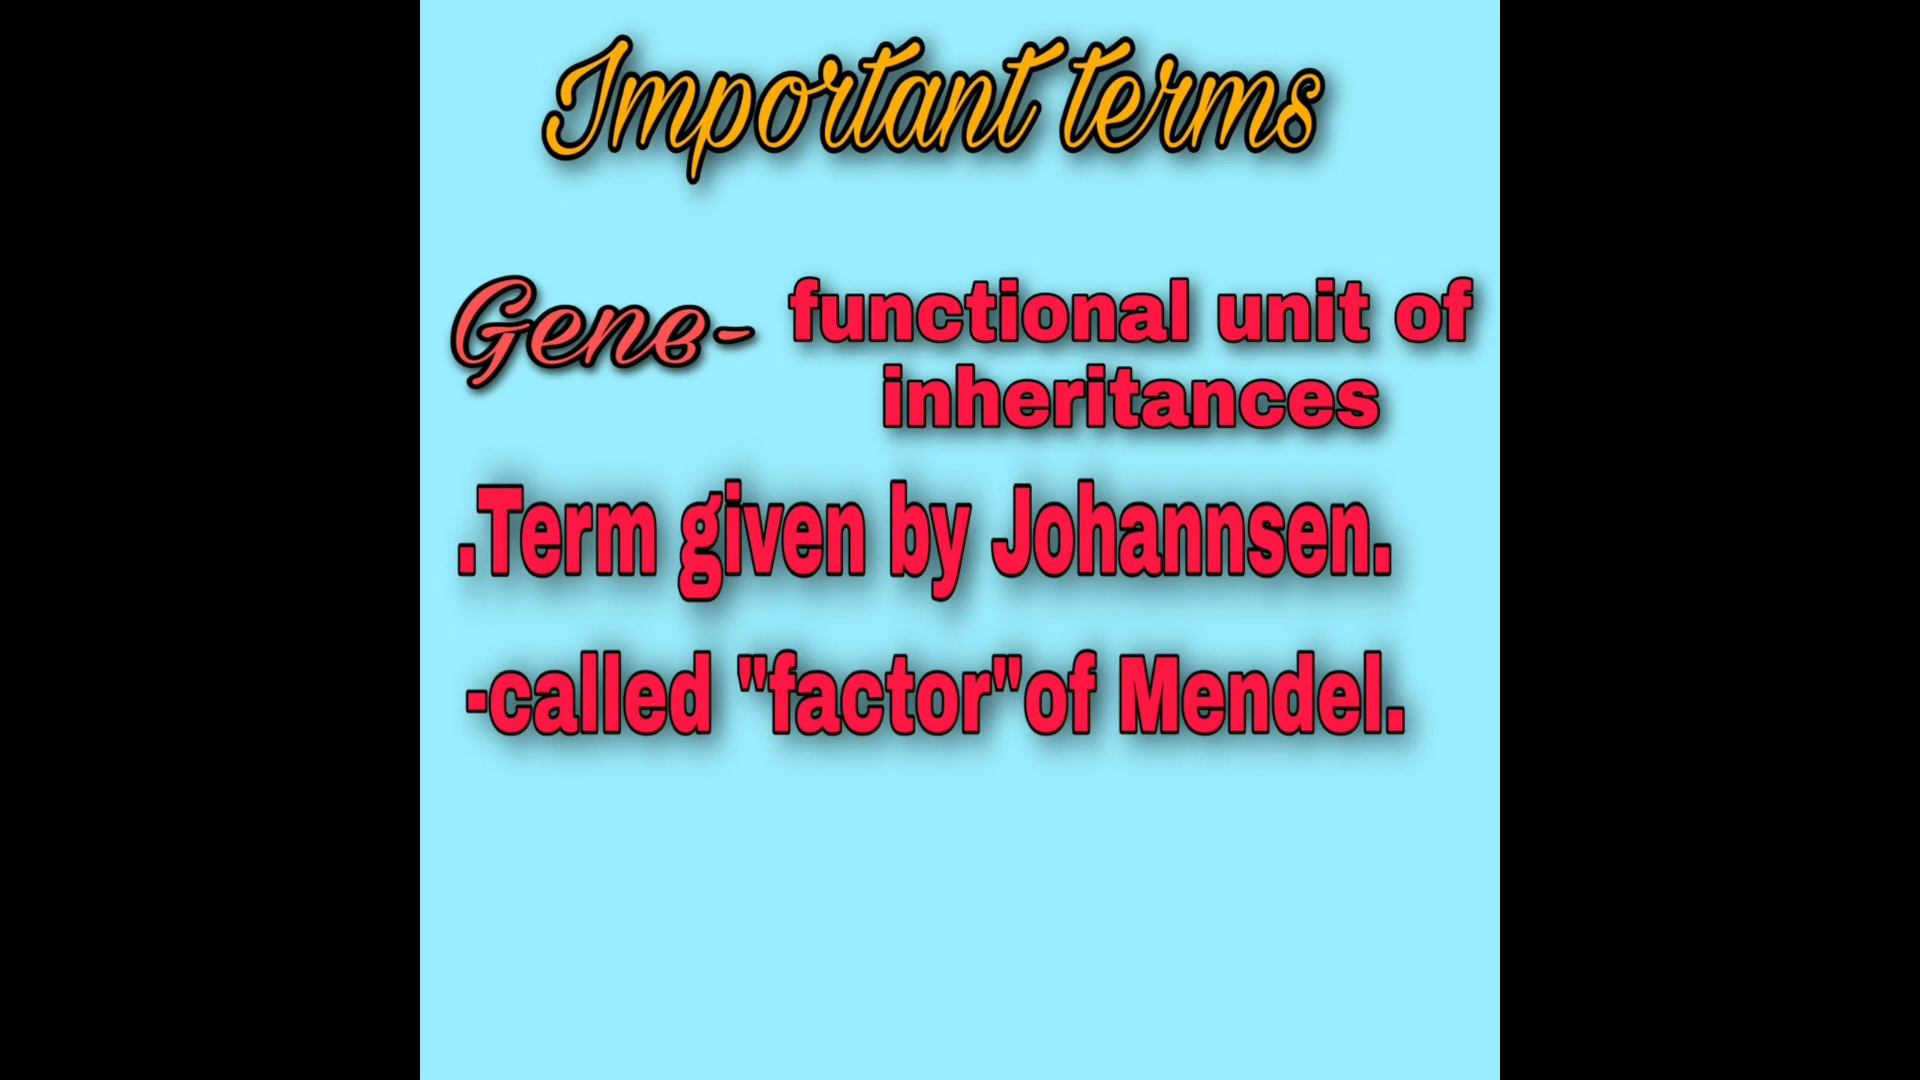 Important terms
Gene- functional unit of
inheritances
.Term given by Johannsen.
-called "factor"of Mendel.